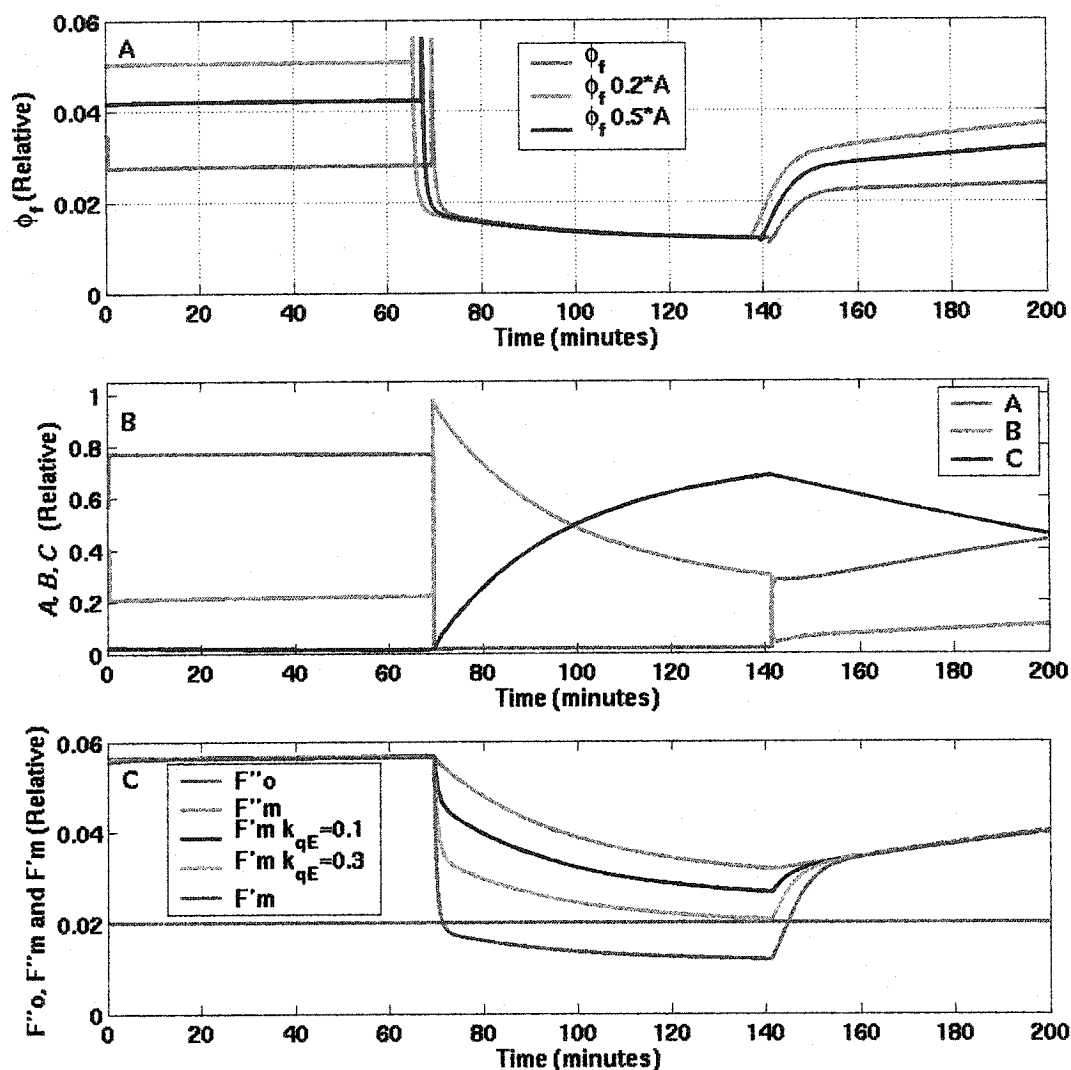 A
0.06
0.04
0.02
0
ϕf (Relative)
ϕf
ϕf 0.2*A
ϕf 0.5*A
0 20 40 60 80 100 120 140 160 180 200
Time (minutes)
B
1
0.8
0.6
0.4
0.2
0
A, B, C (Relative)
A
B
C
0 20 40 60 80 100 120 140 160 180 200
Time (minutes)
C
0.06
0.04
0.02
0
F''o, F''m and F'm (Relative)
F''o
F''m
F'm kqE=0.1
F'm kqE=0.3
F'm
0 20 40 60 80 100 120 140 160 180 200
Time (minutes)